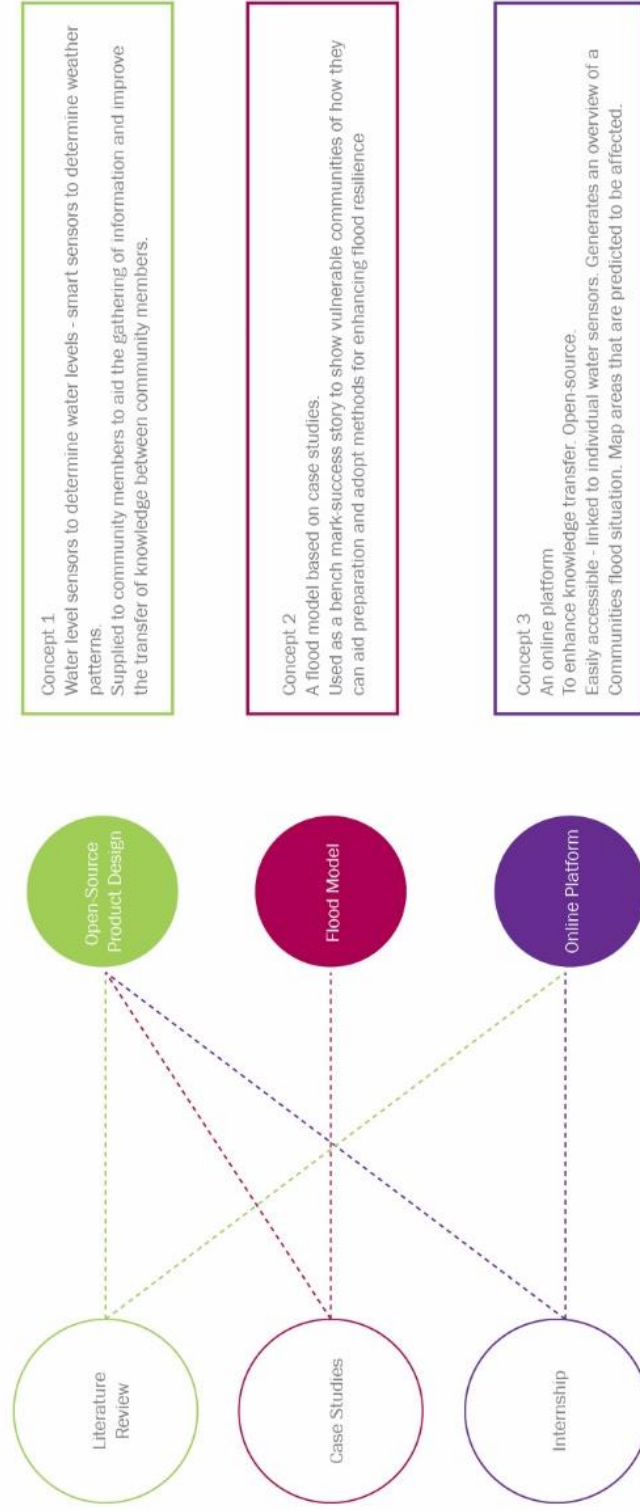 Literature
Review
Case Studies
Internship
Open-Source
Product Design
Flood Model
Online Platform
Concept 1
Water level sensors to determine water levels - smart sensors to determine weather
patterns.
Supplied to community members to aid the gathering of information and improve
the transfer of knowledge between community members.
Concept 2
A flood model based on case studies.
Used as a bench mark-success story to show vulnerable communities of how they
can aid preparation and adopt methods for enhancing flood resilience
Concept 3
An online platform
To enhance knowledge transfer. Open-source.
Easily accessible - linked to individual water sensors. Generates an overview of a
Communities flood situation. Map areas that are predicted to be affected.